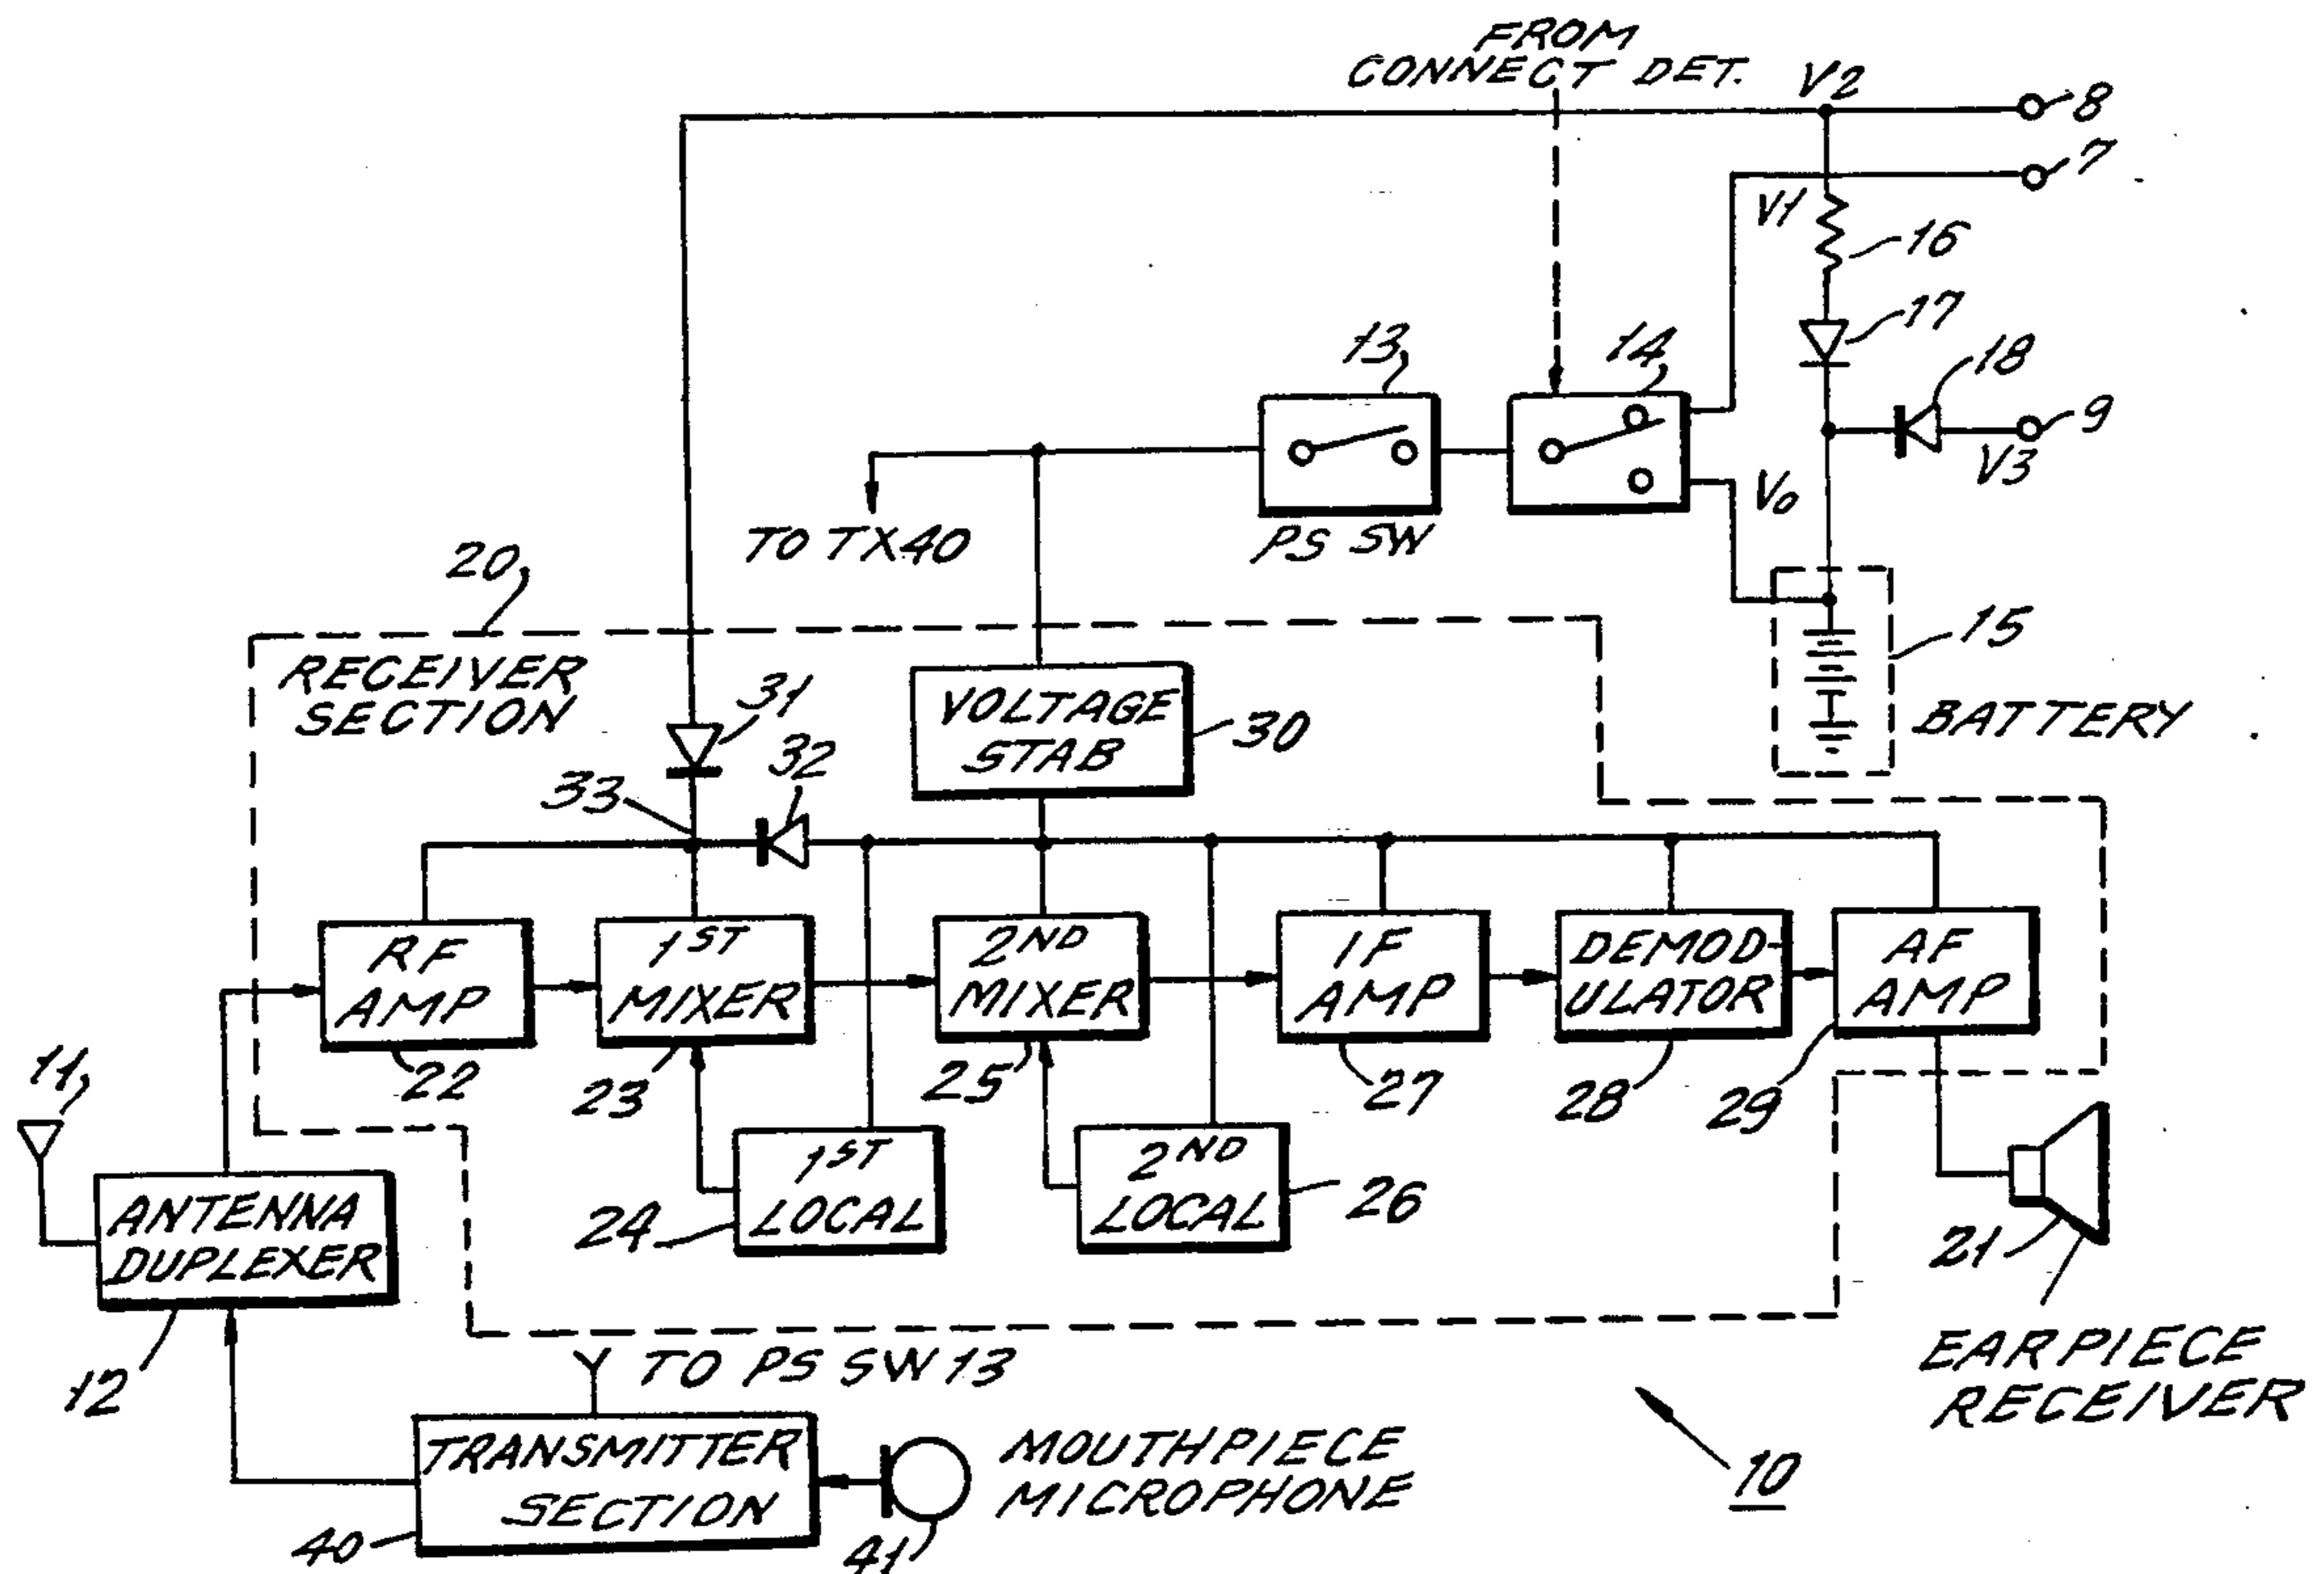 FROM
CONNECT DET.
V2
8
7
V1
16
17
13
14
18
9
V3
V0
TO TX40
PS SW
20
RECEIVER
SECTION
15
BATTERY
31
VOLTAGE
STAB
30
32
33
RF
AMP
1ST
MIXER
2ND
MIXER
IF
AMP
DEMOD-
ULATOR
AF
AMP
11
22
23
25
27
28
29
1ST
LOCAL
24
2ND
LOCAL
26
ANTENNA
DUPLEXER
21
12
TO PS SW13
EARPIECE
RECEIVER
TRANSMITTER
SECTION
MOUTHPIECE
MICROPHONE
10
40
41